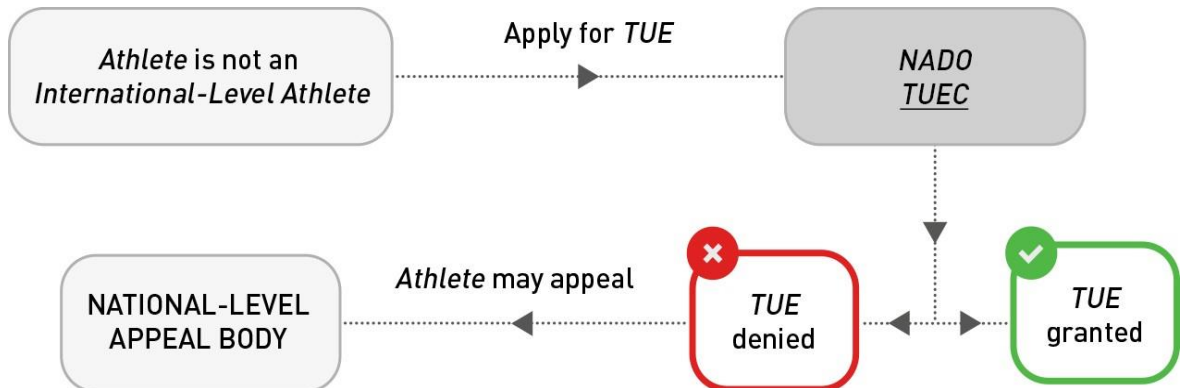 Athlete is not an
International-Level Athlete
Apply for TUE
NADO
TUEC
NATIONAL-LEVEL
APPEAL BODY
Athlete may appeal
TUE
denied
TUE
granted